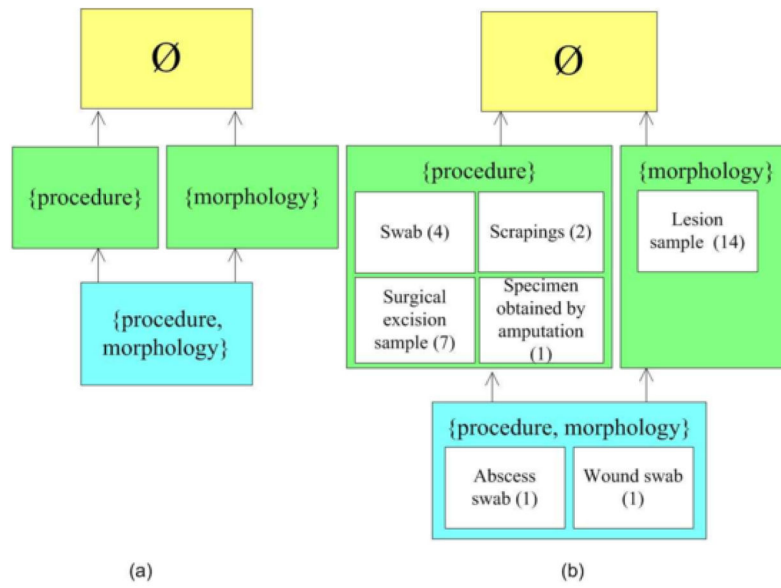 Ø
{procedure}
{morphology}
{procedure,
morphology}
(a)
Ø
{procedure}
Swab (4)
Scrapings (2)
Surgical
excision
sample (7)
Specimen
obtained by
amputation
(1)
{morphology}
Lesion
sample (14)
{procedure, morphology}
Abscess
swab (1)
Wound swab
(1)
(b)